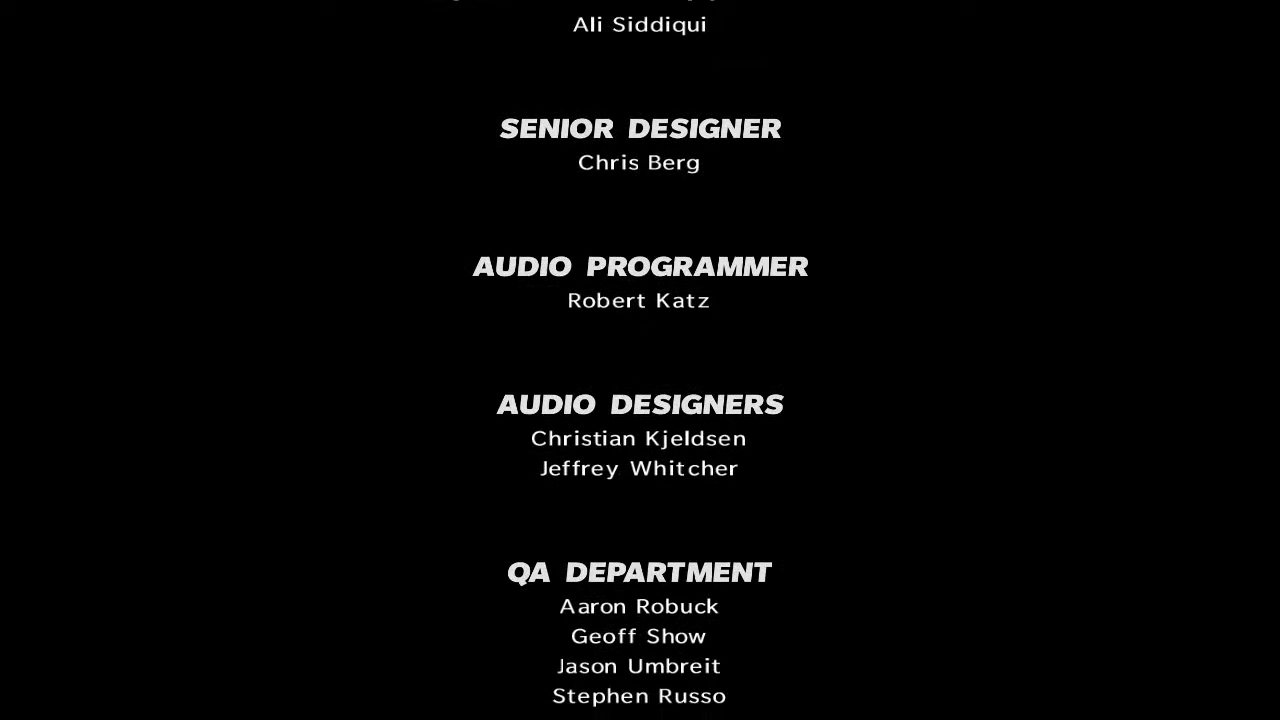 Ali Siddiqui
SENIOR DESIGNER
Chris Berg
AUDIO PROGRAMMER
Robert Katz
AUDIO DESIGNERS
Christian Kjeldsen
Jeffrey Whitcher
QA DEPARTMENT
Aaron Robuck
Geoff Show
Jason Umbreit
Stephen Russo